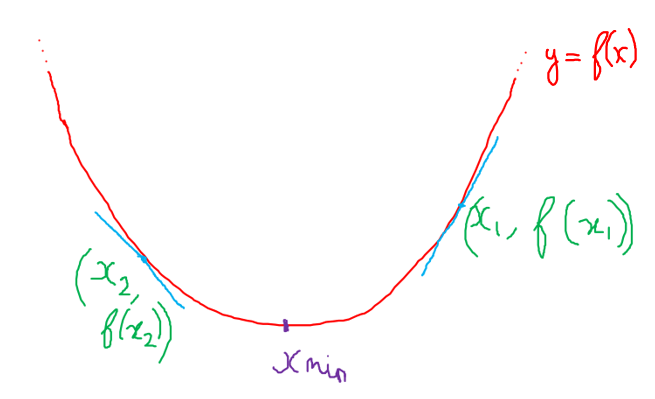 y = f(x)
(x₁, f(x₁))
(x₂,
f(x₂))
xmin